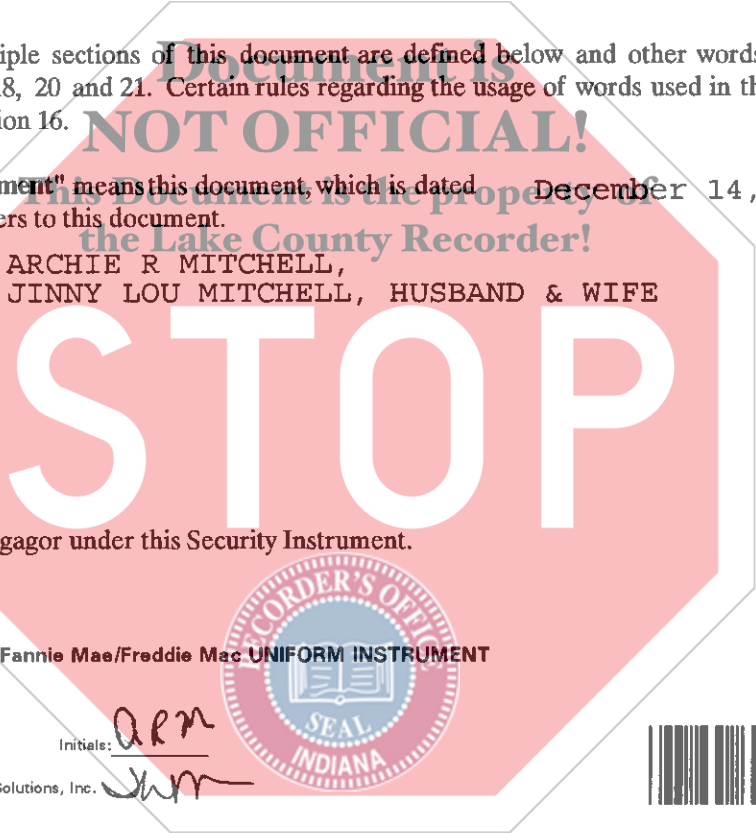 iple sections of this document are defined below and other words
Document is
8, 20 and 21. Certain rules regarding the usage of words used in th
ion 16.
NOT OFFICIAL!
ment" means this document, which is dated December 14,
This Document is the property of
ers to this document.
the Lake County Recorder!
ARCHIE R MITCHELL,
JINNY LOU MITCHELL, HUSBAND & WIFE
STOP
gagor under this Security Instrument.
RECORDER'S OFFICE
Fannie Mae/Freddie Mac UNIFORM INSTRUMENT
SEAL
INDIANA
Initials: ARM
Solutions, Inc. JLM